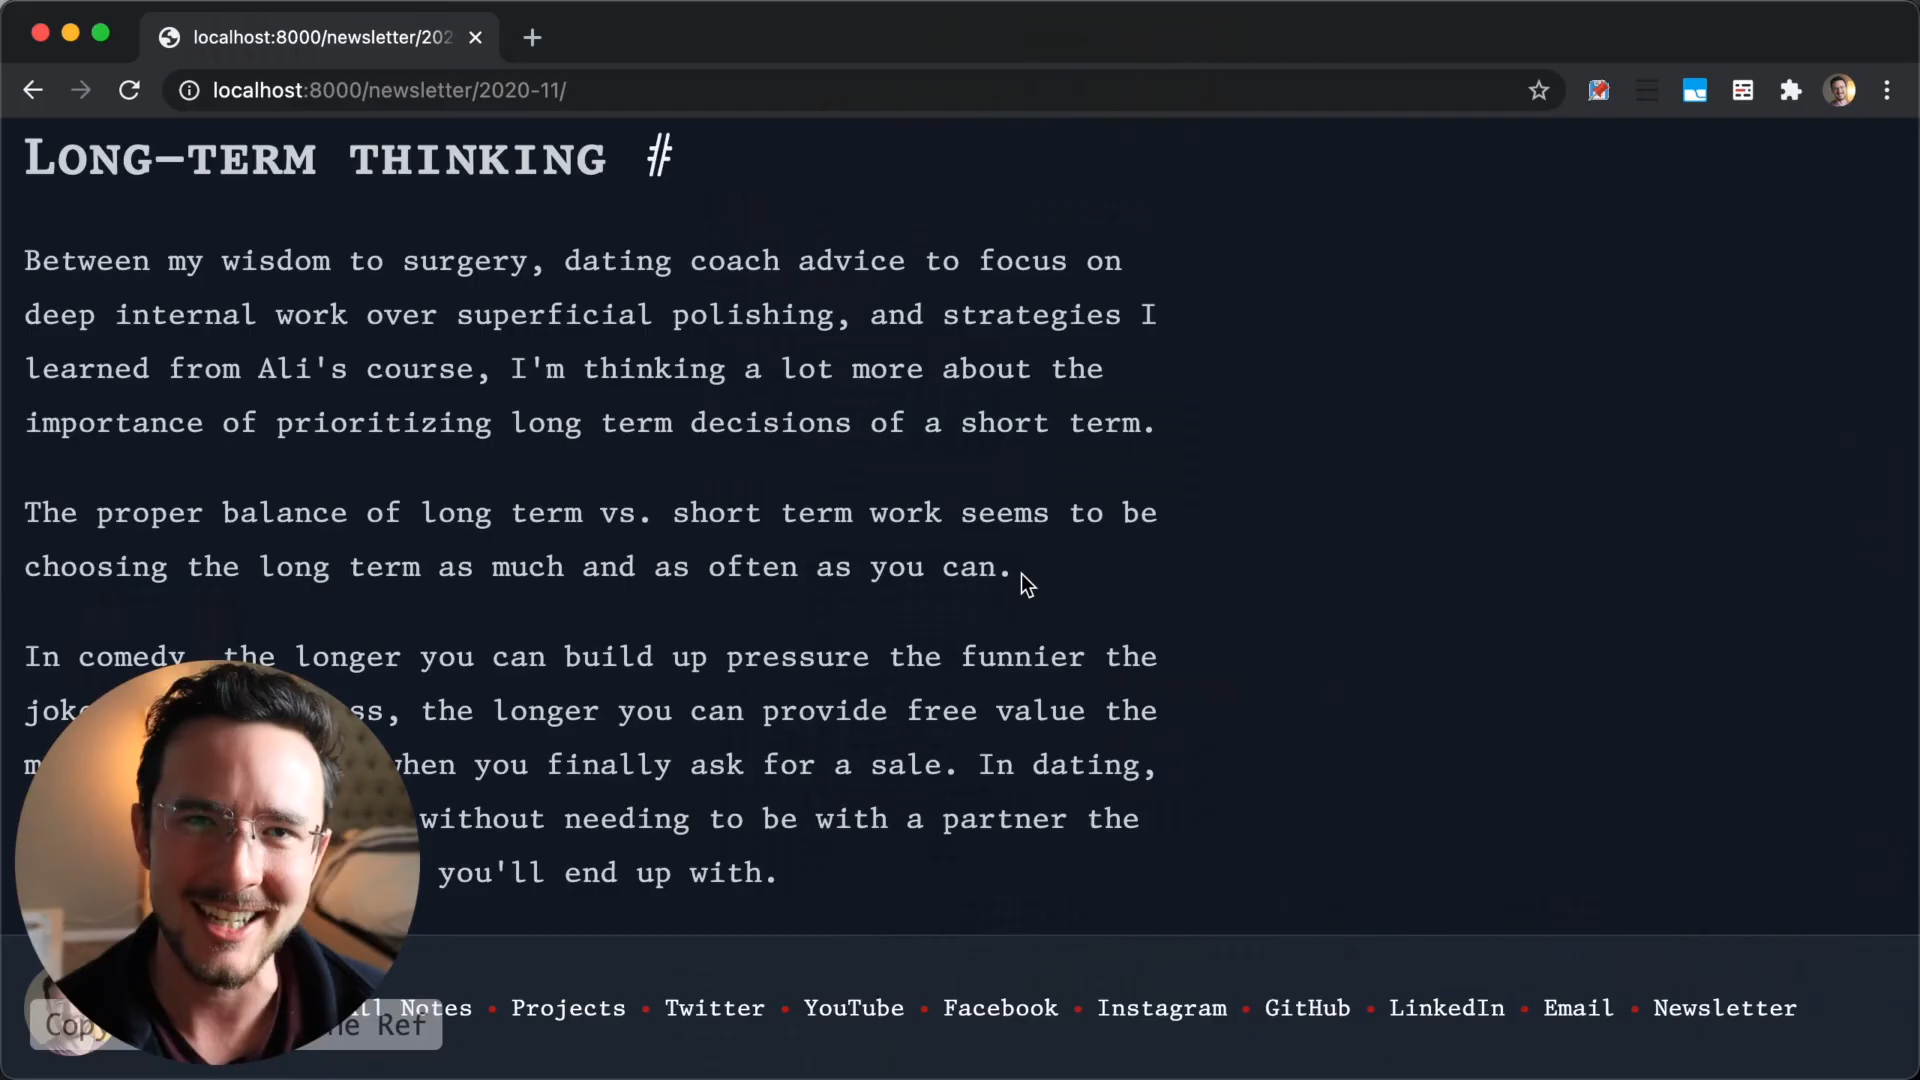 localhost:8000/newsletter/202
localhost:8000/newsletter/2020-11/
Long-term thinking #
Between my wisdom to surgery, dating coach advice to focus on
deep internal work over superficial polishing, and strategies I
learned from Ali's course, I'm thinking a lot more about the
importance of prioritizing long term decisions of a short term.
The proper balance of long term vs. short term work seems to be
choosing the long term as much and as often as you can.
In comedy, the longer you can build up pressure the funnier the
the longer you can provide free value the
when you finally ask for a sale. In dating,
without needing to be with a partner the
you'll end up with.
Notes • Projects • Twitter • YouTube • Facebook • Instagram • GitHub • LinkedIn • Email • Newsletter
Ref